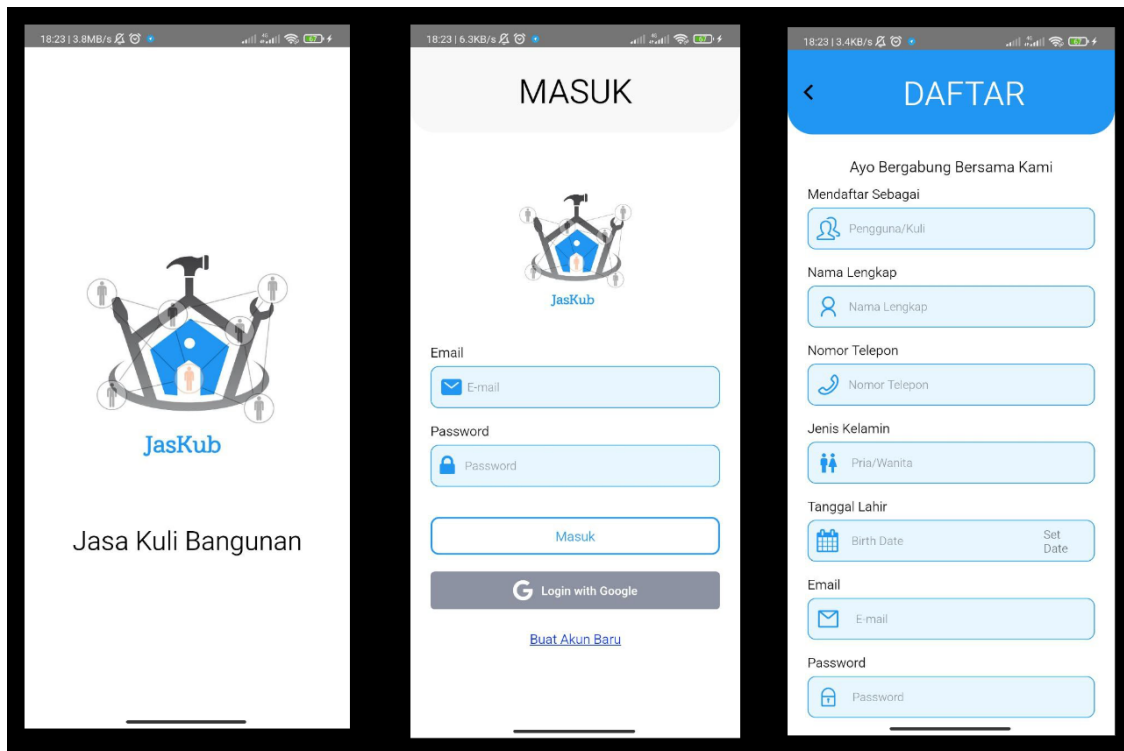 18:23 | 3.8MB/s
JasKub
Jasa Kuli Bangunan
18:23 | 6.3KB/s
MASUK
JasKub
Email
E-mail
Password
Password
Masuk
G Login with Google
Buat Akun Baru
18:23 | 3.4KB/s
DAFTAR
Ayo Bergabung Bersama Kami
Mendaftar Sebagai
Pengguna/Kuli
Nama Lengkap
Nama Lengkap
Nomor Telepon
Nomor Telepon
Jenis Kelamin
Pria/Wanita
Tanggal Lahir
Birth Date
Set
Date
Email
E-mail
Password
Password